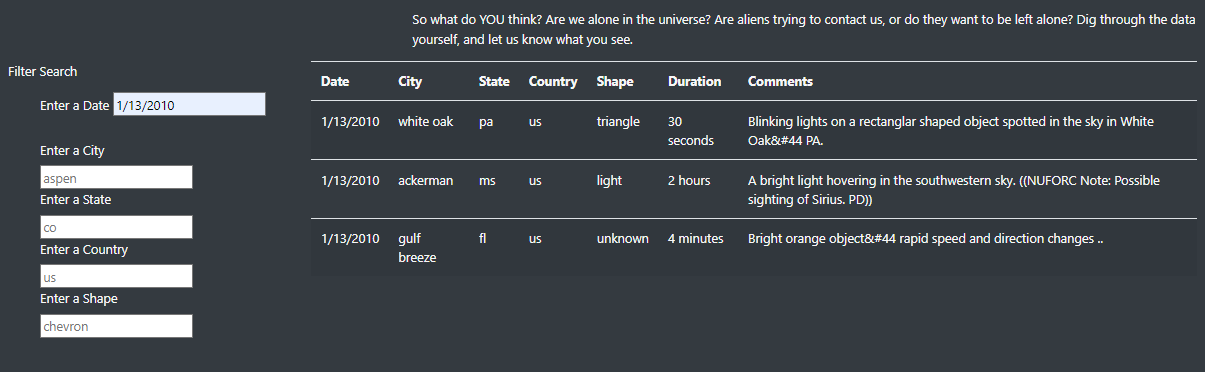 So what do YOU think? Are we alone in the universe? Are aliens trying to contact us, or do they want to be left alone? Dig through the data
yourself, and let us know what you see.
Filter Search
Enter a Date 1/13/2010
Enter a City
aspen
Enter a State
co
Enter a Country
us
Enter a Shape
chevron
Date City State Country Shape Duration Comments
1/13/2010 white oak pa us triangle 30 Blinking lights on a rectanglar shaped object spotted in the sky in White
seconds Oak&#44 PA.
1/13/2010 ackerman ms us light 2 hours A bright light hovering in the southwestern sky. ((NUFORC Note: Possible
sighting of Sirius. PD))
1/13/2010 gulf fl us unknown 4 minutes Bright orange object&#44 rapid speed and direction changes ..
breeze